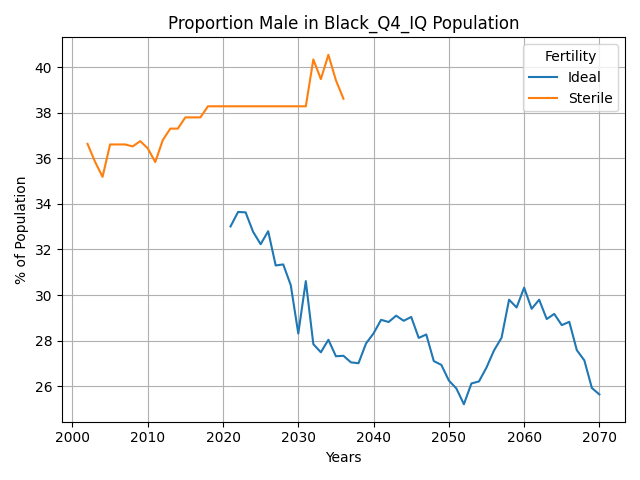 Proportion Male in Black_Q4_IQ Population
Fertility
Ideal
Sterile
% of Population
40
38
36
34
32
30
28
26
2000 2010 2020 2030 2040 2050 2060 2070
Years